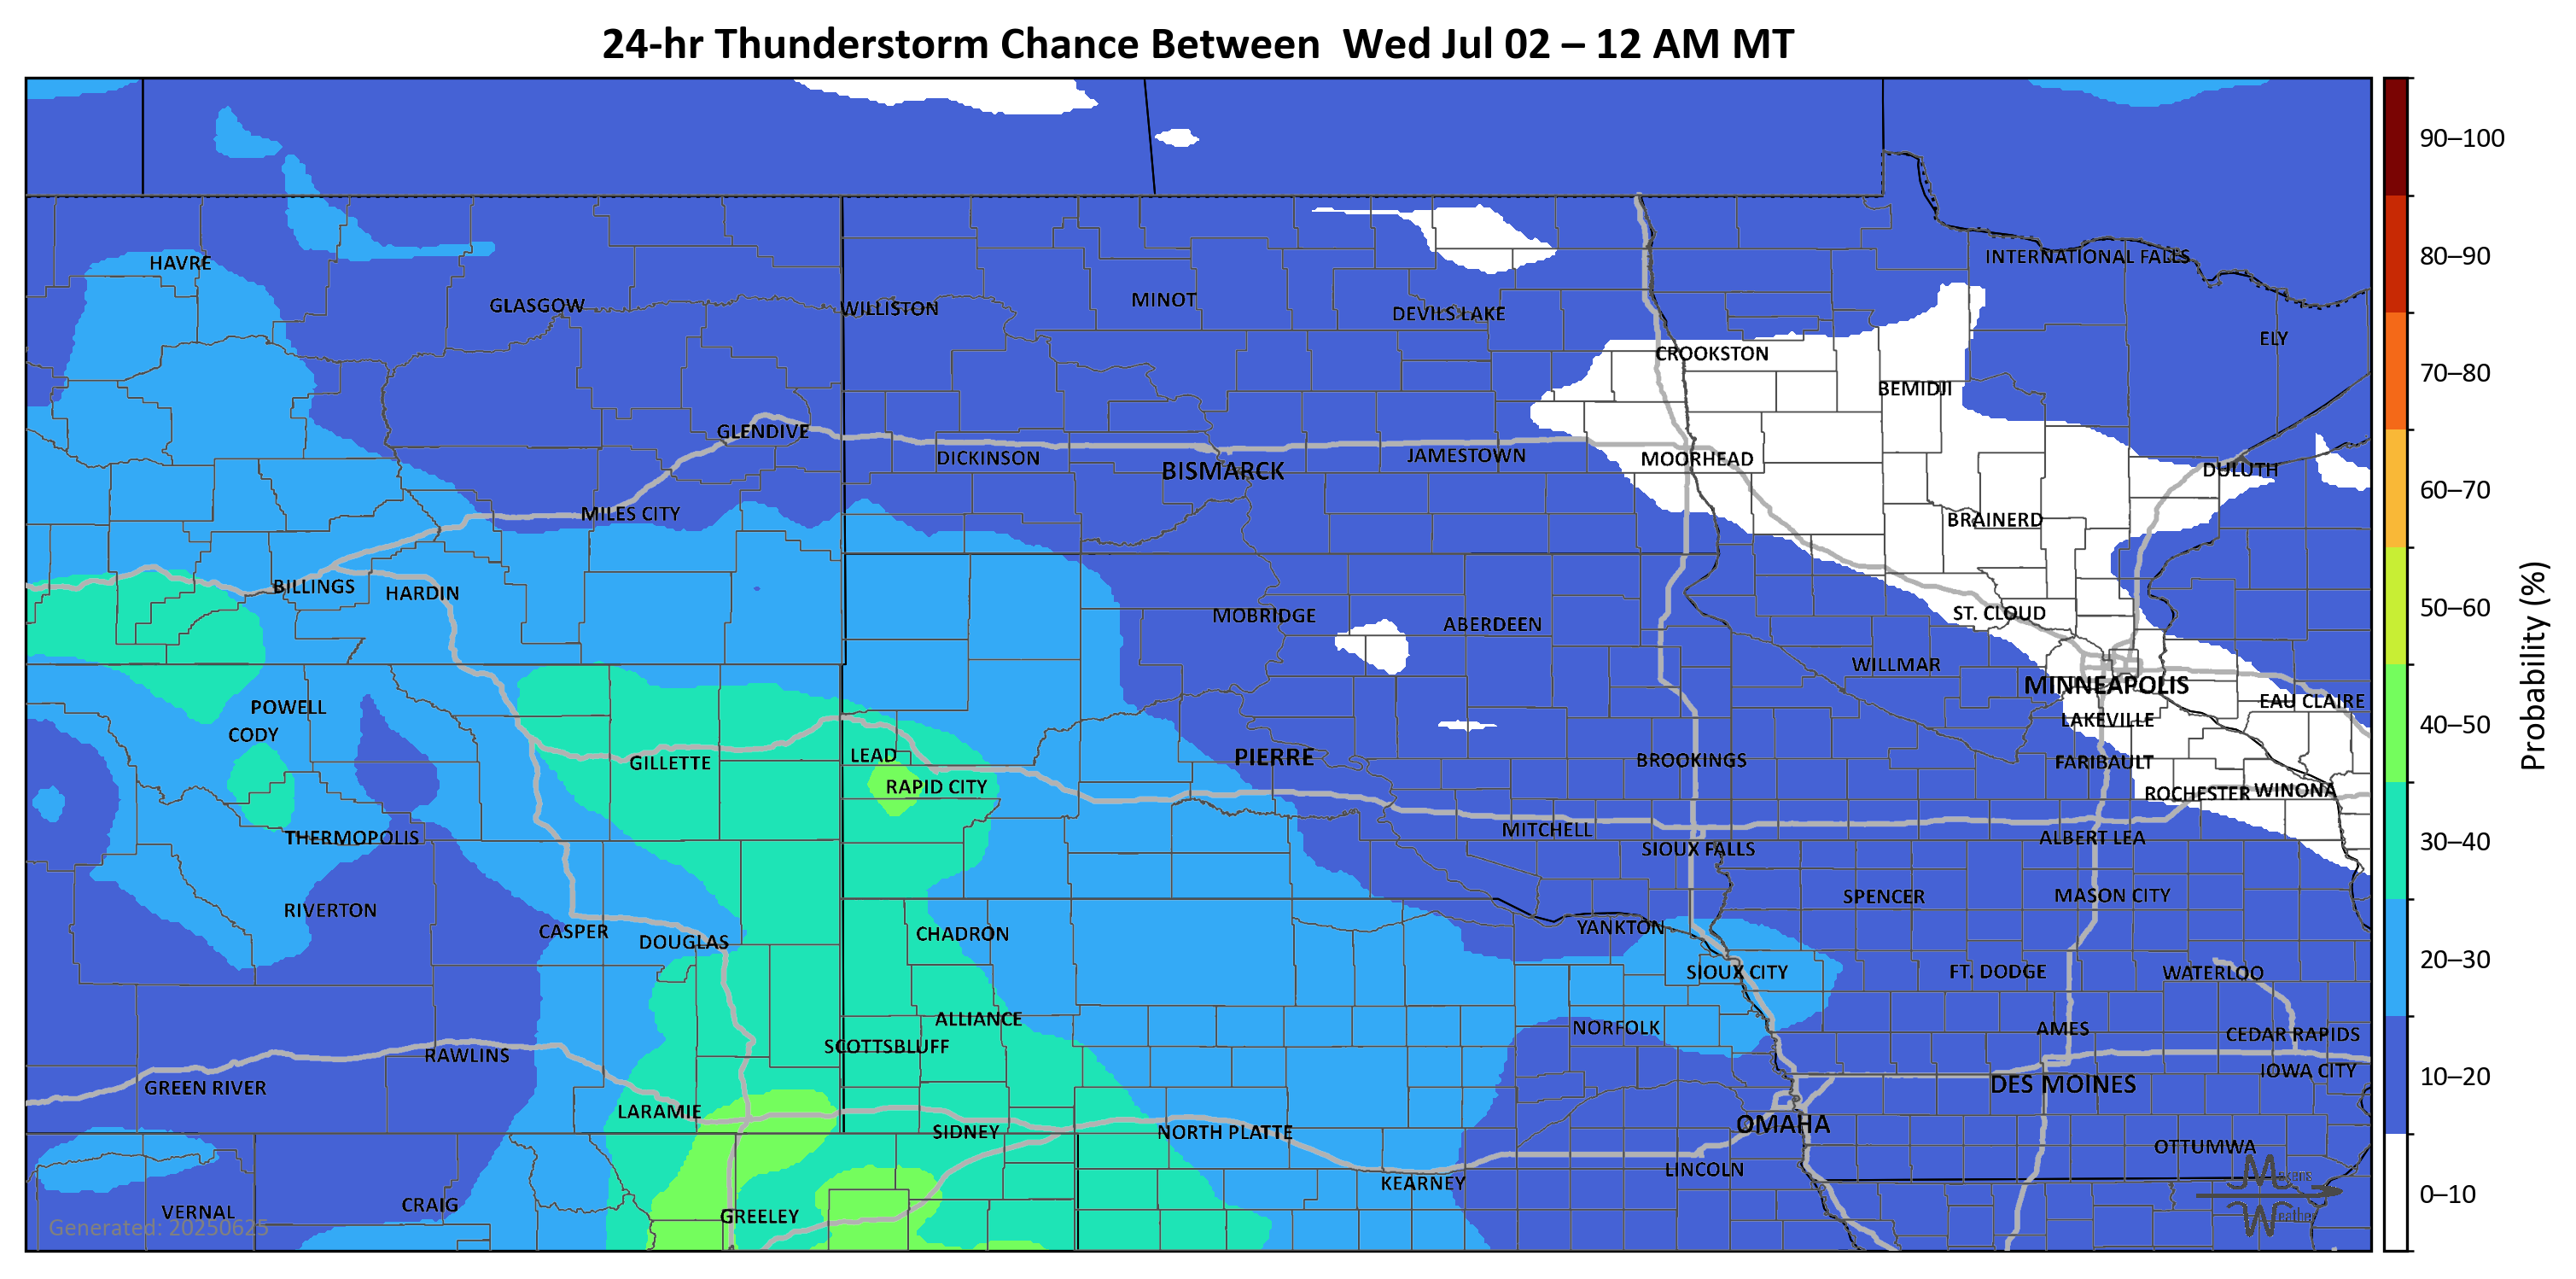 24-hr Thunderstorm Chance Between  Wed Jul 02 – 12 AM MT
90–100
80–90
70–80
60–70
50–60
40–50
30–40
20–30
10–20
0–10
Probability (%)
INTERNATIONAL FALLS
HAVRE
GLASGOW
WILLISTON
MINOT
DEVILS LAKE
ELY
CROOKSTON
BEMIDJI
GLENDIVE
DICKINSON
BISMARCK
JAMESTOWN
MOORHEAD
DULUTH
MILES CITY
BRAINERD
BILLINGS
HARDIN
MOBRIDGE
ABERDEEN
ST. CLOUD
WILLMAR
MINNEAPOLIS
POWELL
EAU CLAIRE
CODY
LAKEVILLE
GILLETTE
LEAD
PIERRE
BROOKINGS
FARIBAULT
RAPID CITY
ROCHESTER
WINONA
THERMOPOLIS
MITCHELL
ALBERT LEA
SIOUX FALLS
RIVERTON
SPENCER
MASON CITY
CASPER
DOUGLAS
CHADRON
YANKTON
SIOUX CITY
FT. DODGE
WATERLOO
ALLIANCE
NORFOLK
AMES
CEDAR RAPIDS
SCOTTSBLUFF
RAWLINS
IOWA CITY
GREEN RIVER
DES MOINES
LARAMIE
OMAHA
SIDNEY
NORTH PLATTE
OTTUMWA
LINCOLN
KEARNEY
CRAIG
VERNAL
GREELEY
Generated: 20250625
Makens
Weather